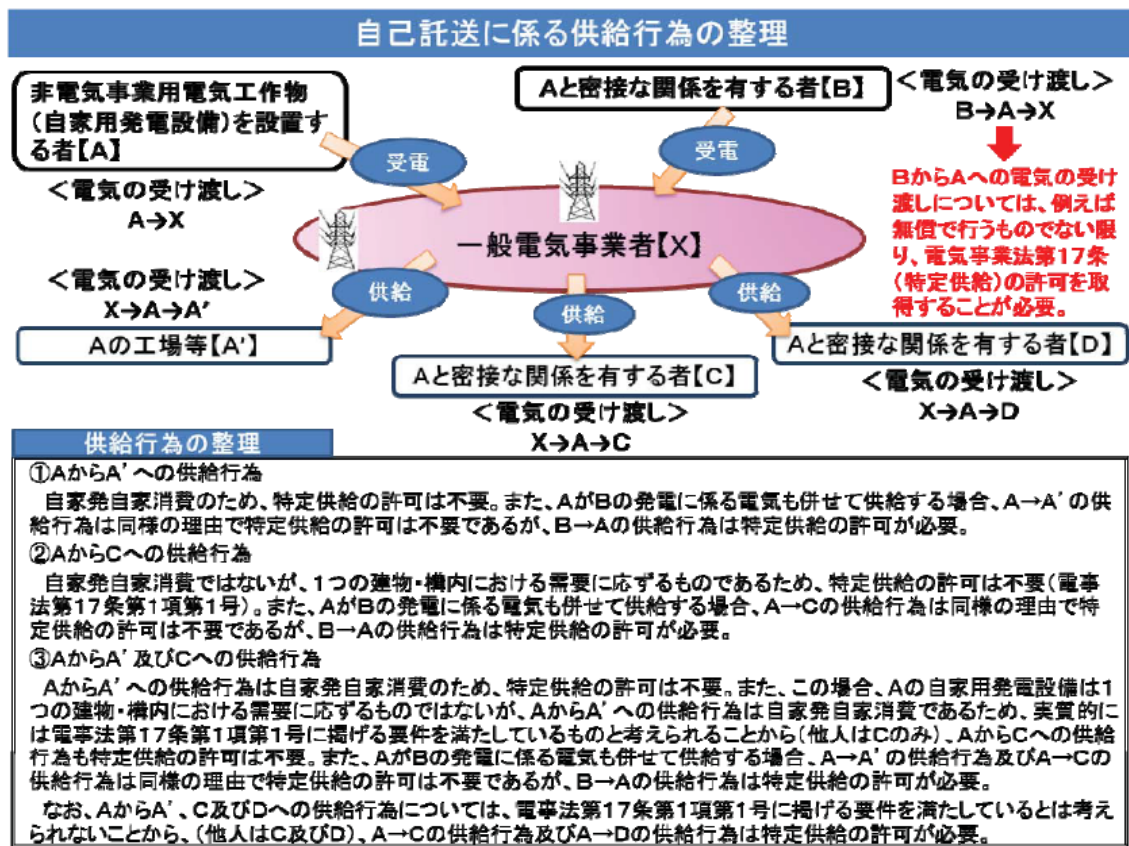 自己託送に係る供給行為の整理
非電気事業用電気工作物
(自家用発電設備)を設置す
る者【A】
Aと密接な関係を有する者【B】
<電気の受け渡し>
B→A→X
受電
受電
<電気の受け渡し>
A→X
BからAへの電気の受け
渡しについては、例えば
無償で行うものでない限
り、電気事業法第17条
(特定供給)の許可を取
得することが必要。
一般電気事業者【X】
<電気の受け渡し>
X→A→A’
供給
供給
供給
Aの工場等【A’】
Aと密接な関係を有する者【C】
Aと密接な関係を有する者【D】
<電気の受け渡し>
X→A→D
<電気の受け渡し>
X→A→C
供給行為の整理
①AからA’への供給行為
自家発自家消費のため、特定供給の許可は不要。また、AがBの発電に係る電気も併せて供給する場合、A→A’の供
給行為は同様の理由で特定供給の許可は不要であるが、B→Aの供給行為は特定供給の許可が必要。
②AからCへの供給行為
自家発自家消費ではないが、1つの建物・構内における需要に応ずるものであるため、特定供給の許可は不要(電事
法第17条第1項第1号)。また、AがBの発電に係る電気も併せて供給する場合、A→Cの供給行為は同様の理由で特
定供給の許可は不要であるが、B→Aの供給行為は特定供給の許可が必要。
③AからA’及びCへの供給行為
AからA’への供給行為は自家発自家消費のため、特定供給の許可は不要。また、この場合、Aの自家用発電設備は1
つの建物・構内における需要に応ずるものではないが、AからA’への供給行為は自家発自家消費であるため、実質的に
は電事法第17条第1項第1号に掲げる要件を満たしているものと考えられることから(他人はCのみ)、AからCへの供給
行為も特定供給の許可は不要。また、AがBの発電に係る電気も併せて供給する場合、A→A’の供給行為及びA→Cの
供給行為は同様の理由で特定供給の許可は不要であるが、B→Aの供給行為は特定供給の許可が必要。
なお、AからA’、C及びDへの供給行為については、電事法第17条第1項第1号に掲げる要件を満たしているとは考え
られないことから、(他人はC及びD)、A→Cの供給行為及びA→Dの供給行為は特定供給の許可が必要。